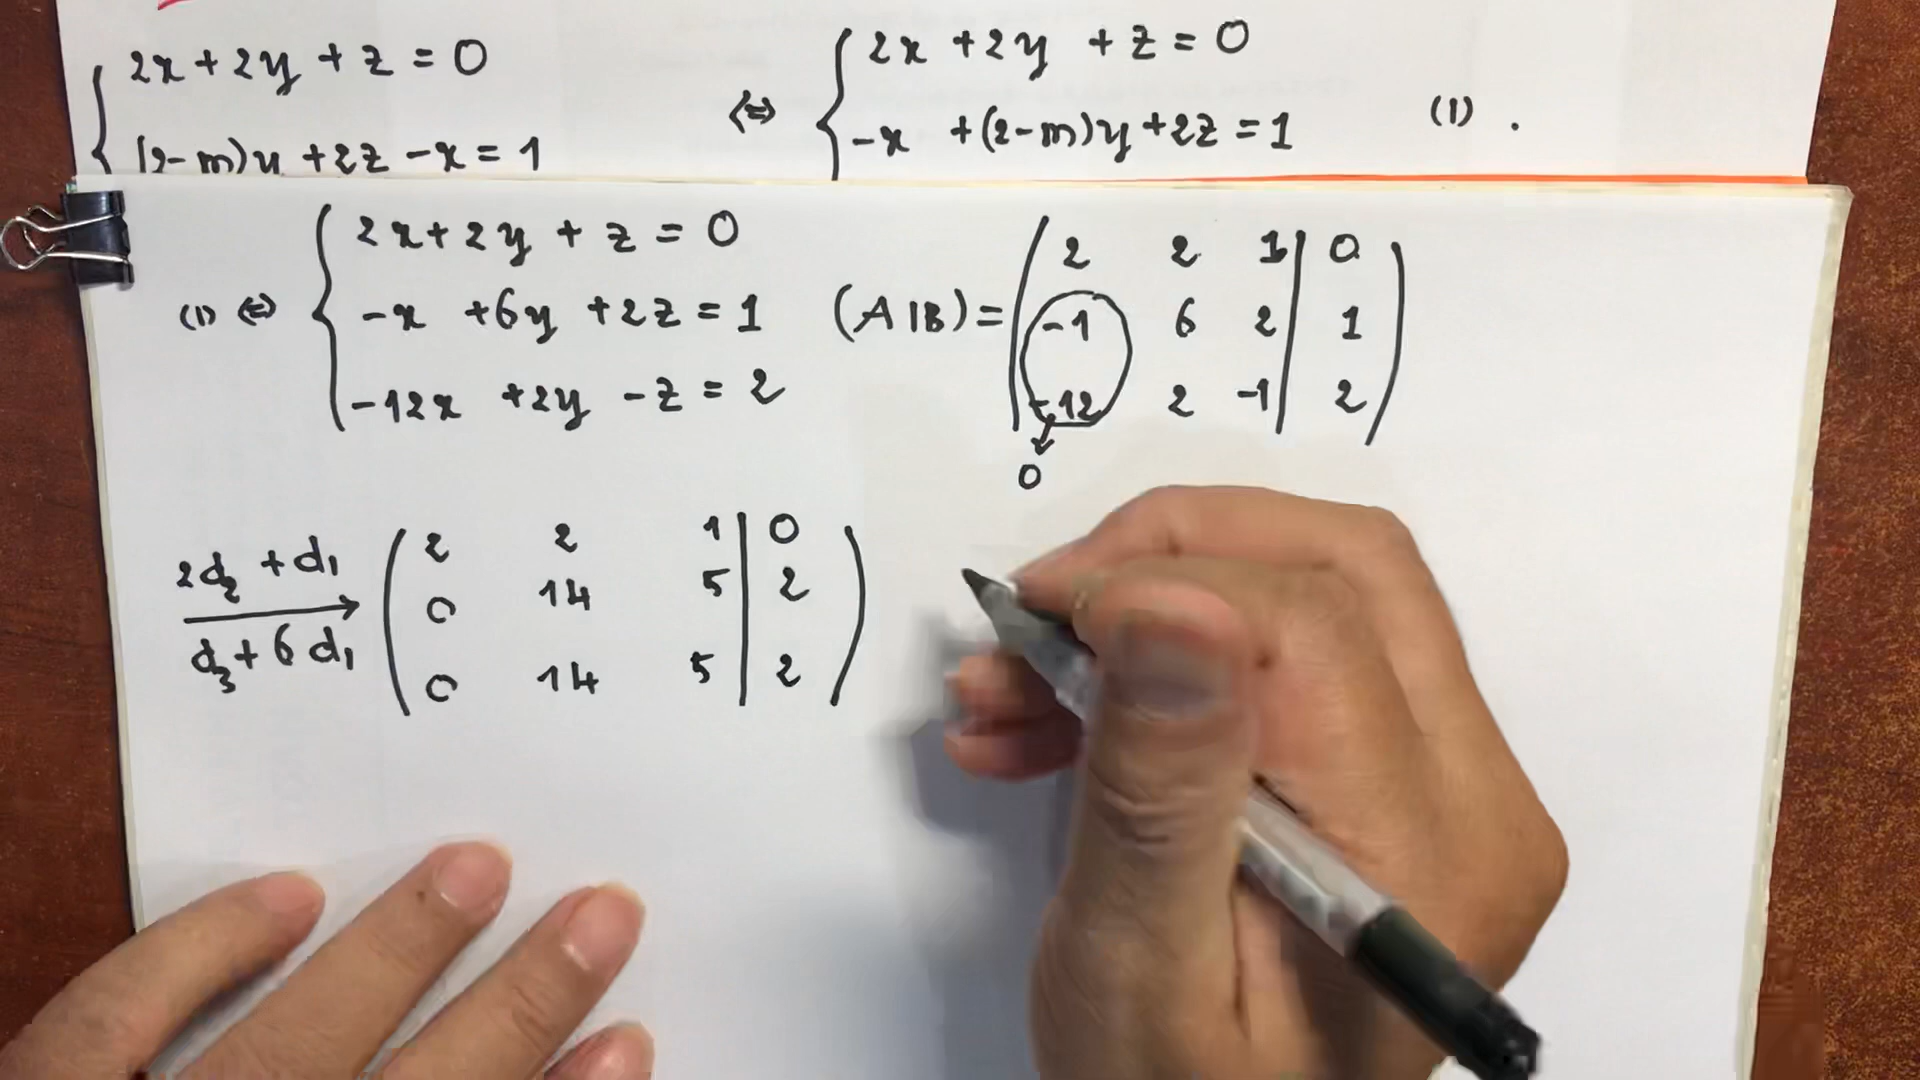 2x + 2y + z = 0
(2-m)y + 2z - x = 1
⇔ { 2x + 2y + z = 0
-x + (2-m)y + 2z = 1 (1) .
(1) ⇔ { 2x + 2y + z = 0
-x + 6y + 2z = 1
-12x + 2y - z = 2
(A|B) = ( 2 2 1 | 0
-1 6 2 | 1
-12 2 -1 | 2 )
0
2d₂ + d₁
d₃ + 6d₁
( 2 2 1 | 0
0 14 5 | 2
0 14 5 | 2 )